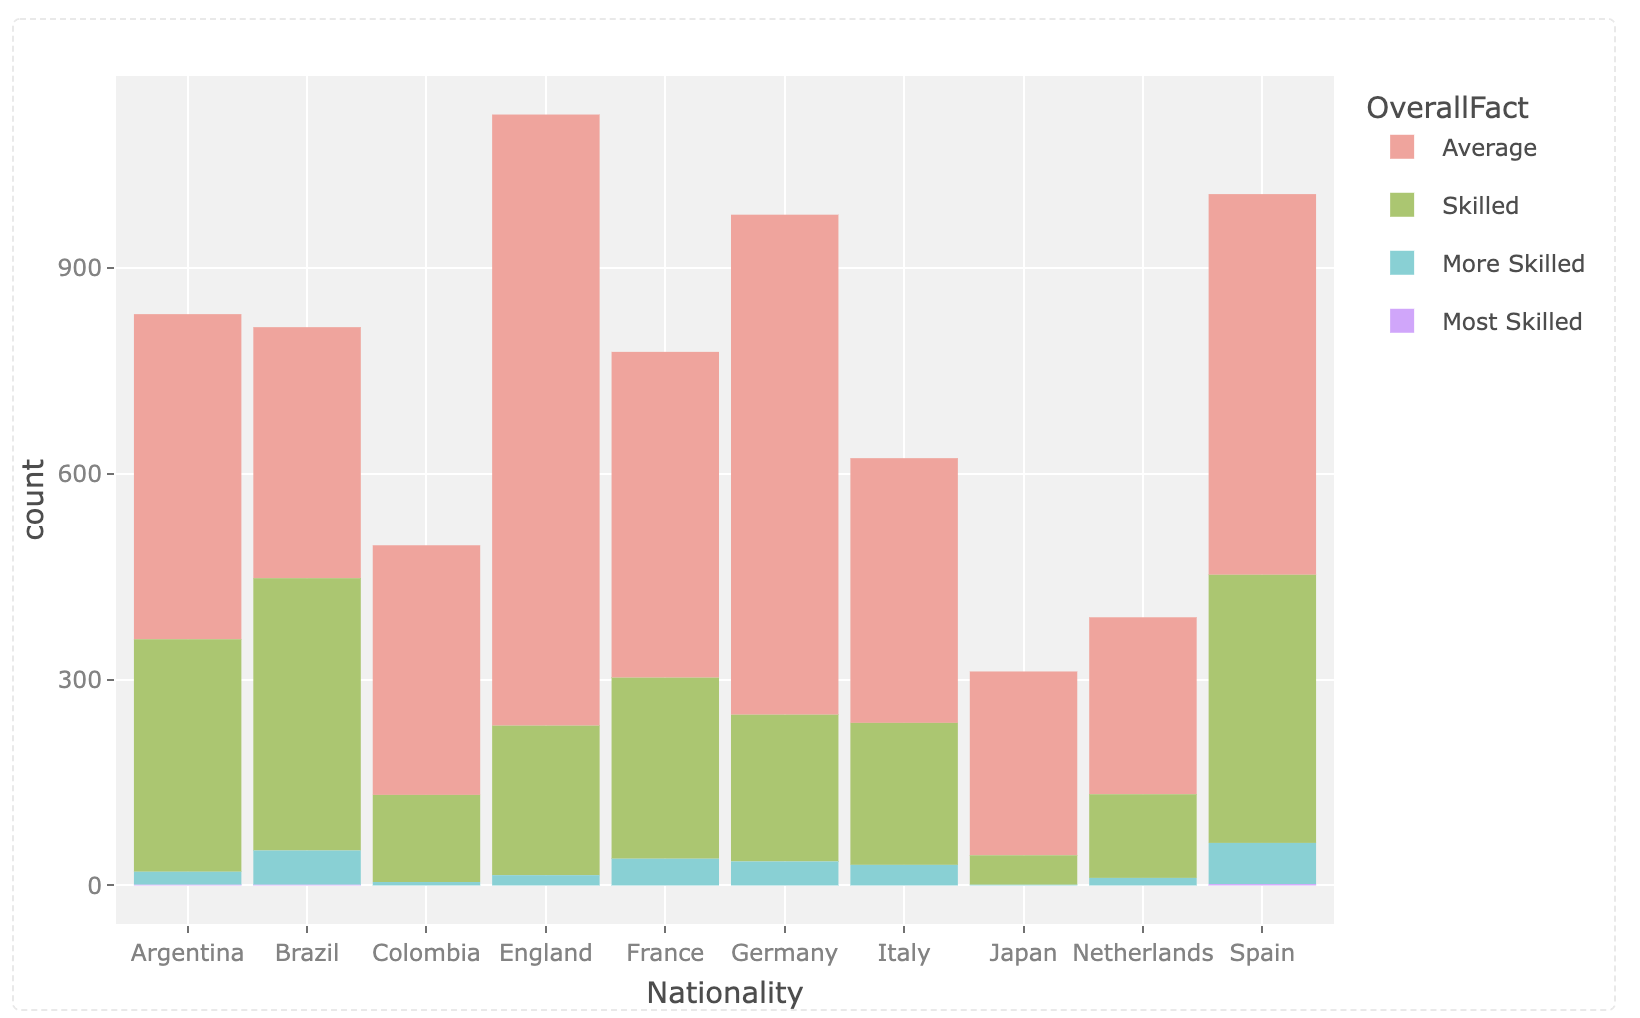 OverallFact
Average
Skilled
More Skilled
Most Skilled
900
600
300
0
count
Argentina Brazil Colombia England France Germany Italy Japan Netherlands Spain
Nationality